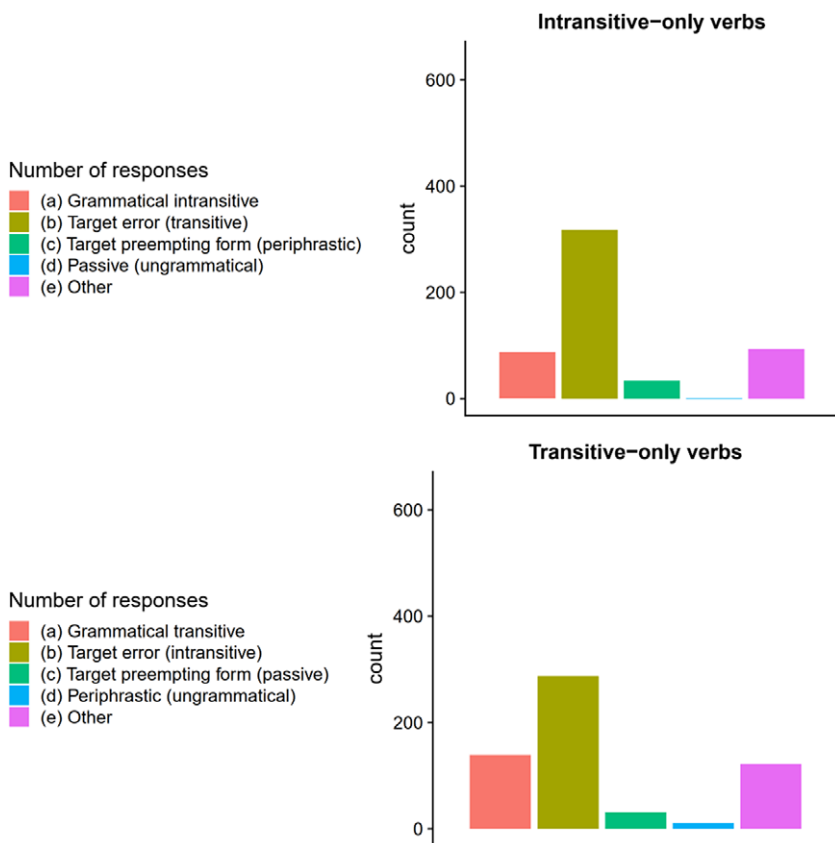 Intransitive−only verbs
Number of responses
(a) Grammatical intransitive
(b) Target error (transitive)
(c) Target preempting form (periphrastic)
(d) Passive (ungrammatical)
(e) Other
count
600
400
200
0
Transitive−only verbs
Number of responses
(a) Grammatical transitive
(b) Target error (intransitive)
(c) Target preempting form (passive)
(d) Periphrastic (ungrammatical)
(e) Other
count
600
400
200
0